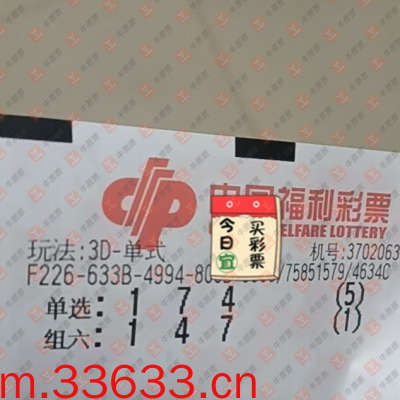 中国福利彩票
WELFARE LOTTERY
今日宜
买彩票
玩法:3D-单式
机号:3702063
F226-633B-4994-80 /75851579/4634C
单选: 1 7 4 (5)
组六: 1 4 7 (1)
m.33633.cn